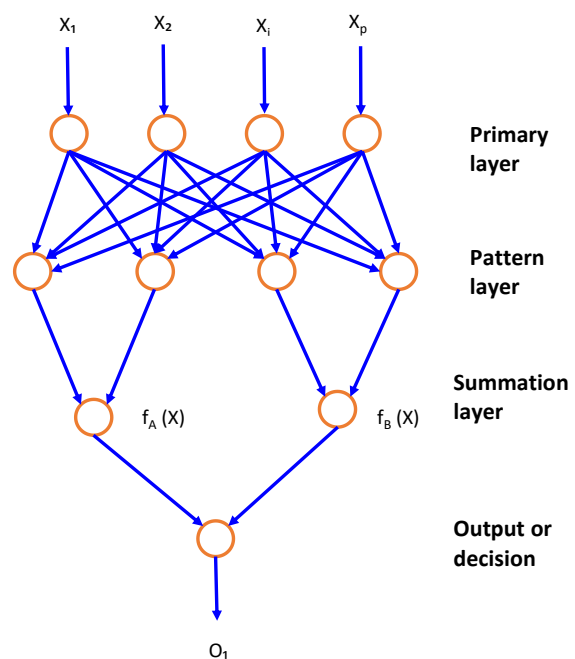 X₁ X₂ Xᵢ Xₚ
Primary
layer
Pattern
layer
Summation
layer
f_A (X) f_B (X)
Output or
decision
O₁